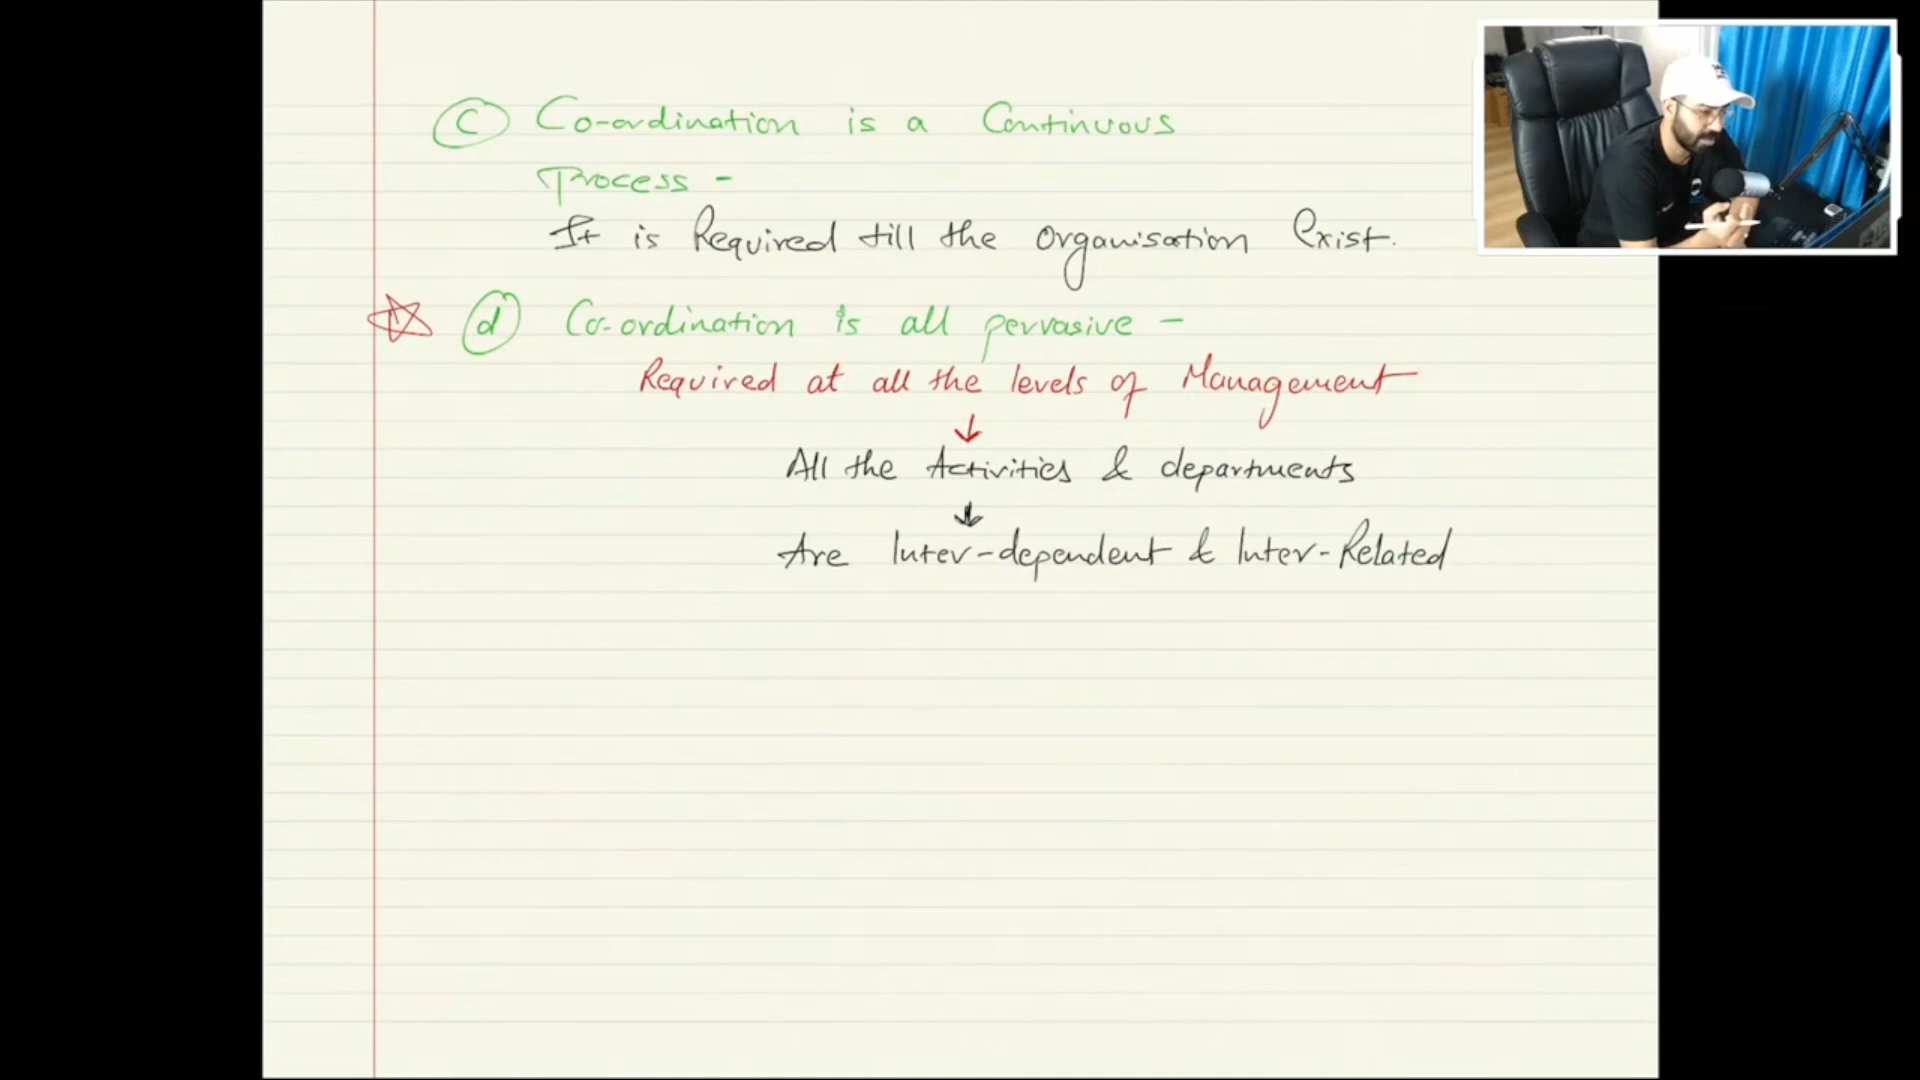 (c) Co-ordination is a Continuous
Process -
It is Required till the Organisation Exist.
(d) Co-ordination is all pervasive -
Required at all the levels of Management
↓
All the Activities & departments
↓
Are Inter-dependent & Inter-Related